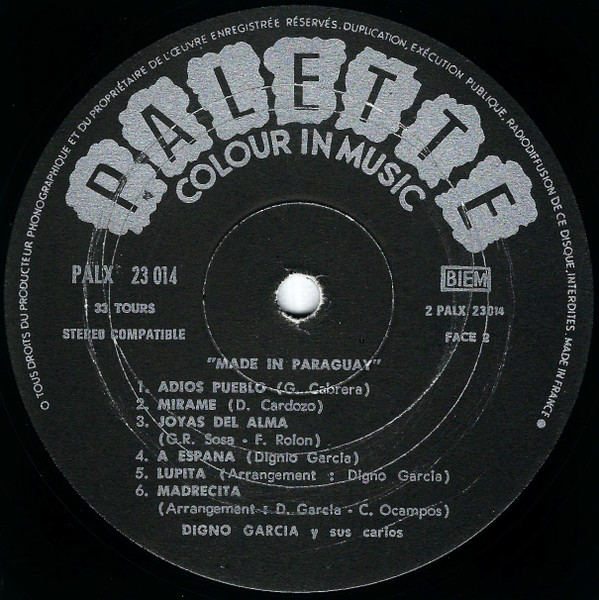 O TOUS DROITS DU PRODUCTEUR PHONOGRAPHIQUE ET DU PROPRIÉTAIRE DE L'ŒUVRE ENREGISTRÉE RÉSERVÉS. DUPLICATION, EXÉCUTION PUBLIQUE, RADIODIFFUSION DE CE DISQUE, INTERDITES. MADE IN FRANCE
PALETTE
COLOUR IN MUSIC
PALX 23 014
BIEM
33 TOURS
2 PALX 23014
STEREO COMPATIBLE
FACE 2
"MADE IN PARAGUAY"
1. ADIOS PUEBLO (G. Cabrera)
2. MIRAME (D. Cardozo)
3. JOYAS DEL ALMA
(G.R. Sosa - F. Rolon)
4. A ESPANA (Dignio Garcia)
5. LUPITA (Arrangement : Digno Garcia)
6. MADRECITA
(Arrangement : D. Garcia - C. Ocampos)
DIGNO GARCIA y sus carios